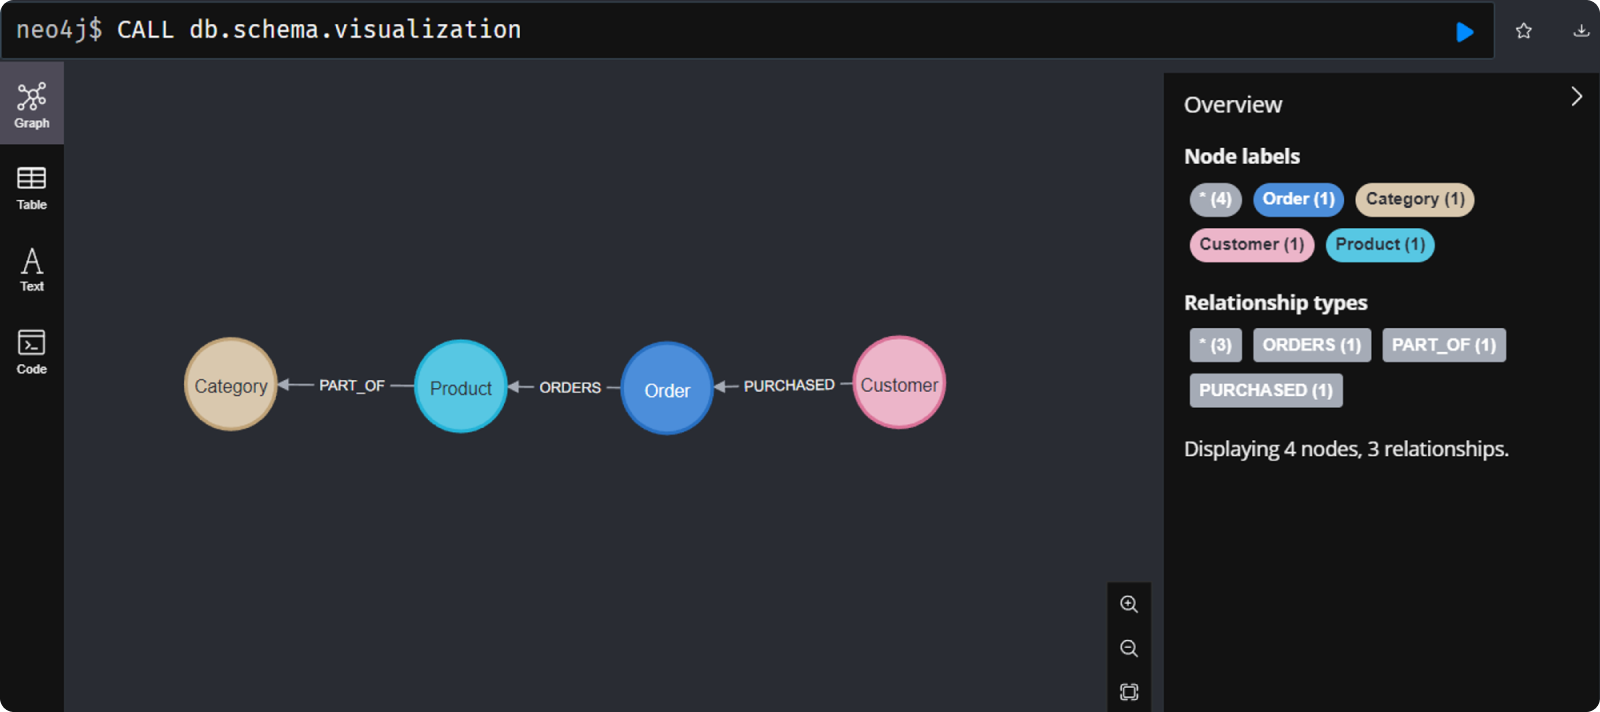 neo4j$ CALL db.schema.visualization
Graph
Table
Text
Code
Category
PART_OF
Product
ORDERS
Order
PURCHASED
Customer
Overview
Node labels
* (4) Order (1) Category (1)
Customer (1) Product (1)
Relationship types
* (3) ORDERS (1) PART_OF (1)
PURCHASED (1)
Displaying 4 nodes, 3 relationships.